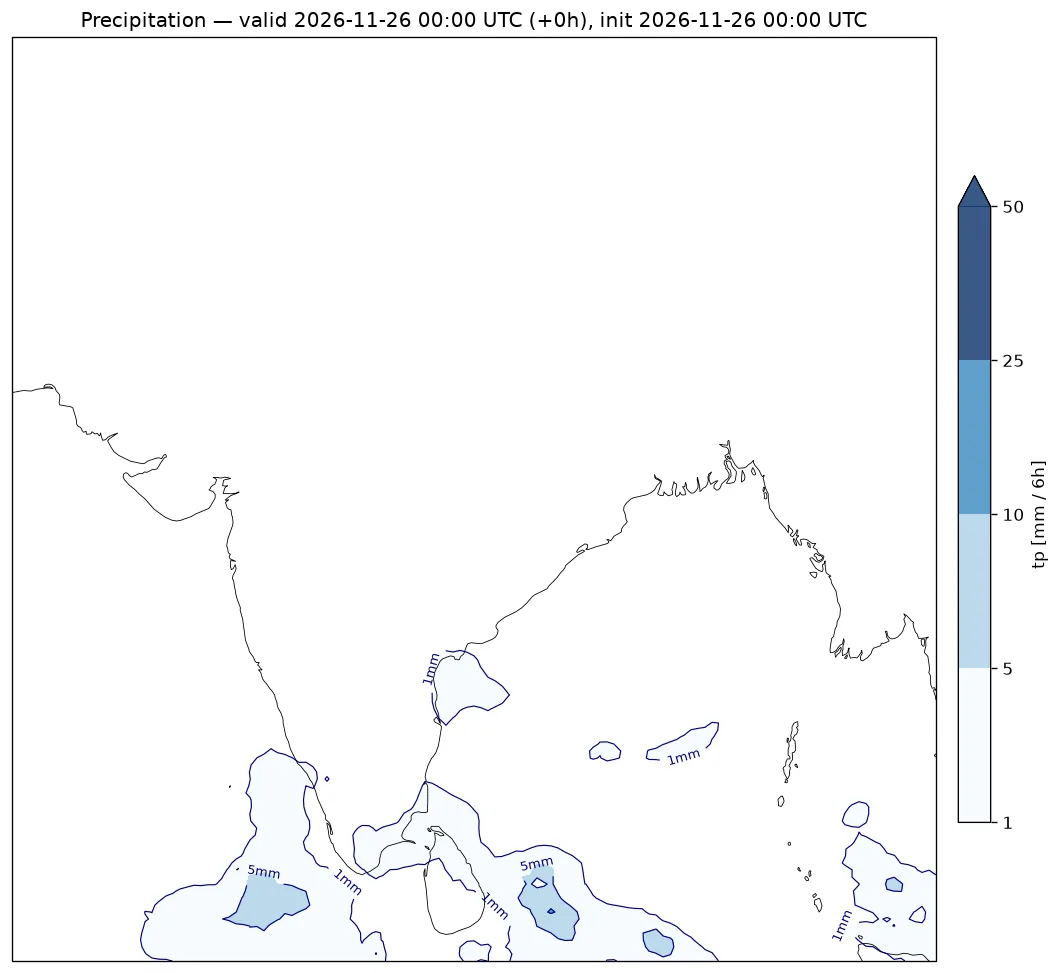 Precipitation — valid 2026-11-26 00:00 UTC (+0h), init 2026-11-26 00:00 UTC
50
25
10
5
1
tp [mm / 6h]
1mm
1mm
5mm
5mm
1mm
1mm
1mm